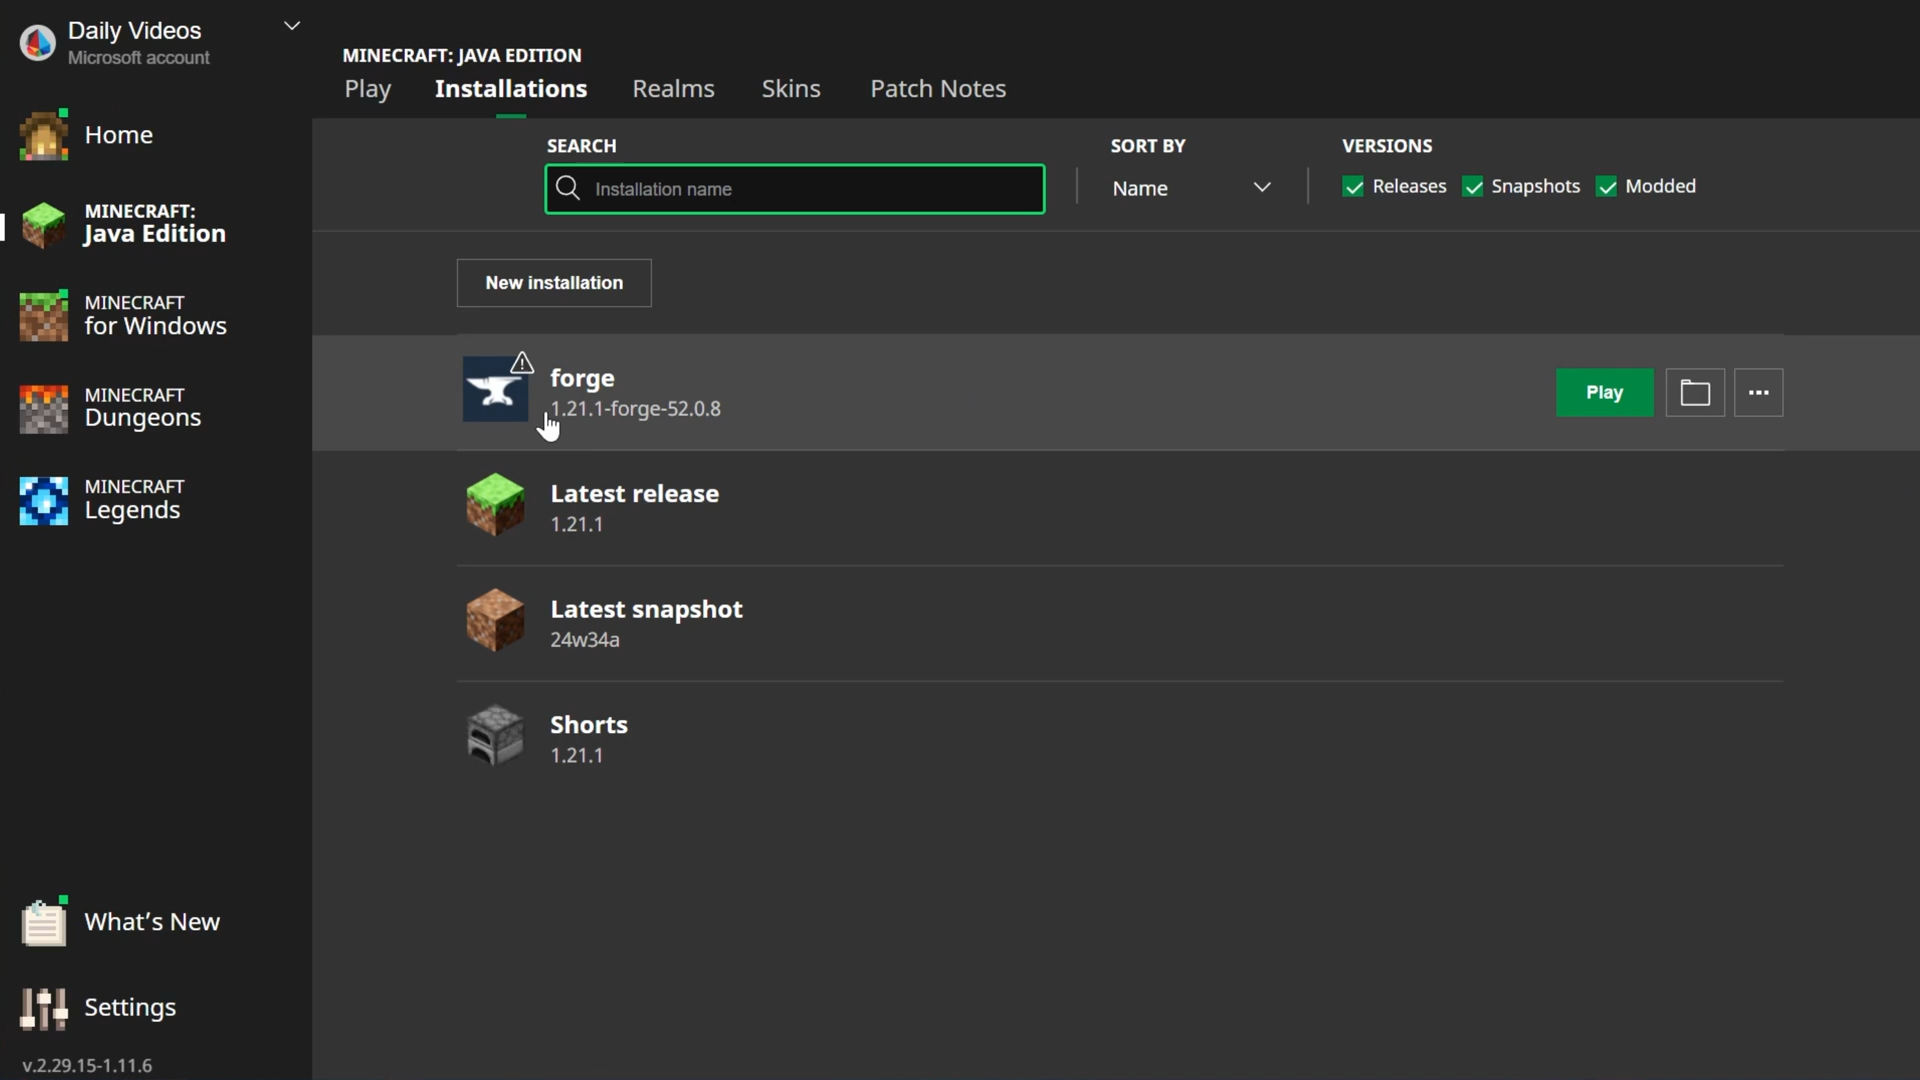 Daily Videos
Microsoft account
Home
MINECRAFT:
Java Edition
MINECRAFT
for Windows
MINECRAFT
Dungeons
MINECRAFT
Legends
What's New
Settings
v.2.29.15-1.11.6
MINECRAFT: JAVA EDITION
Play Installations Realms Skins Patch Notes
SEARCH SORT BY VERSIONS
Installation name Name Releases Snapshots Modded
New installation
forge
1.21.1-forge-52.0.8
Play
Latest release
1.21.1
Latest snapshot
24w34a
Shorts
1.21.1